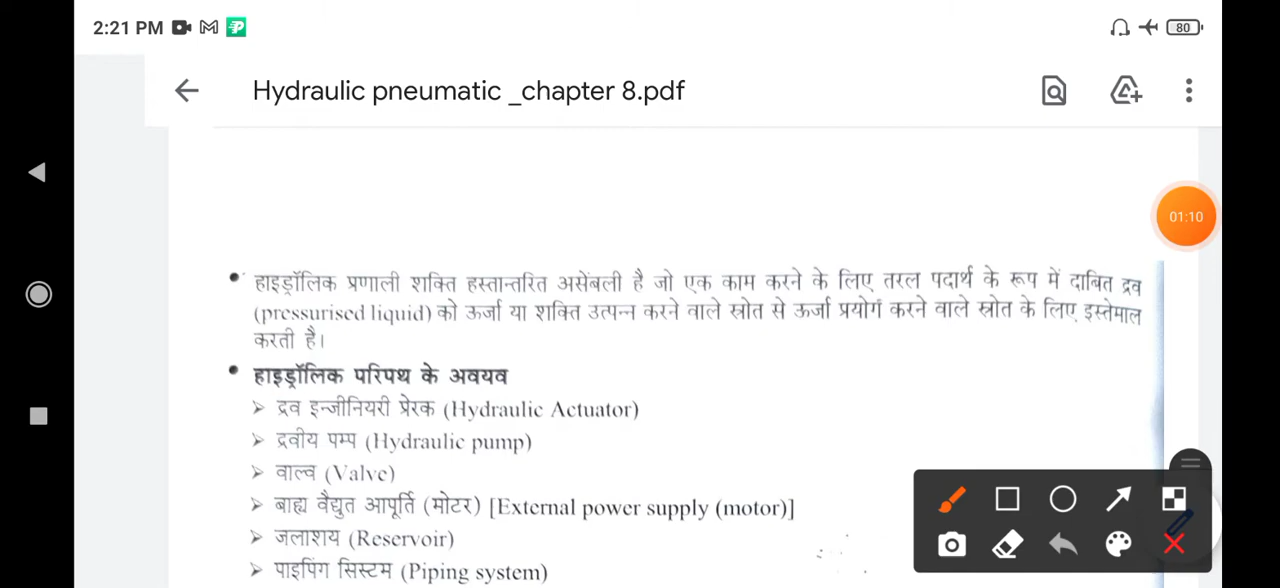 2:21 PM
80
Hydraulic pneumatic _chapter 8.pdf
01:10
• हाइड्रॉलिक प्रणाली शक्ति हस्तान्तरित असेंबली है जो एक काम करने के लिए तरल पदार्थ के रूप में दाबित द्रव
(pressurised liquid) को ऊर्जा या शक्ति उत्पन्न करने वाले स्रोत से ऊर्जा प्रयोग करने वाले स्रोत के लिए इस्तेमाल
करती है।
• हाइड्रॉलिक परिपथ के अवयव
➢ द्रव इन्जीनियरी प्रेरक (Hydraulic Actuator)
➢ द्रवीय पम्प (Hydraulic pump)
➢ वाल्व (Valve)
➢ बाह्य वैद्युत आपूर्ति (मोटर) [External power supply (motor)]
➢ जलाशय (Reservoir)
➢ पाइपिंग सिस्टम (Piping system)